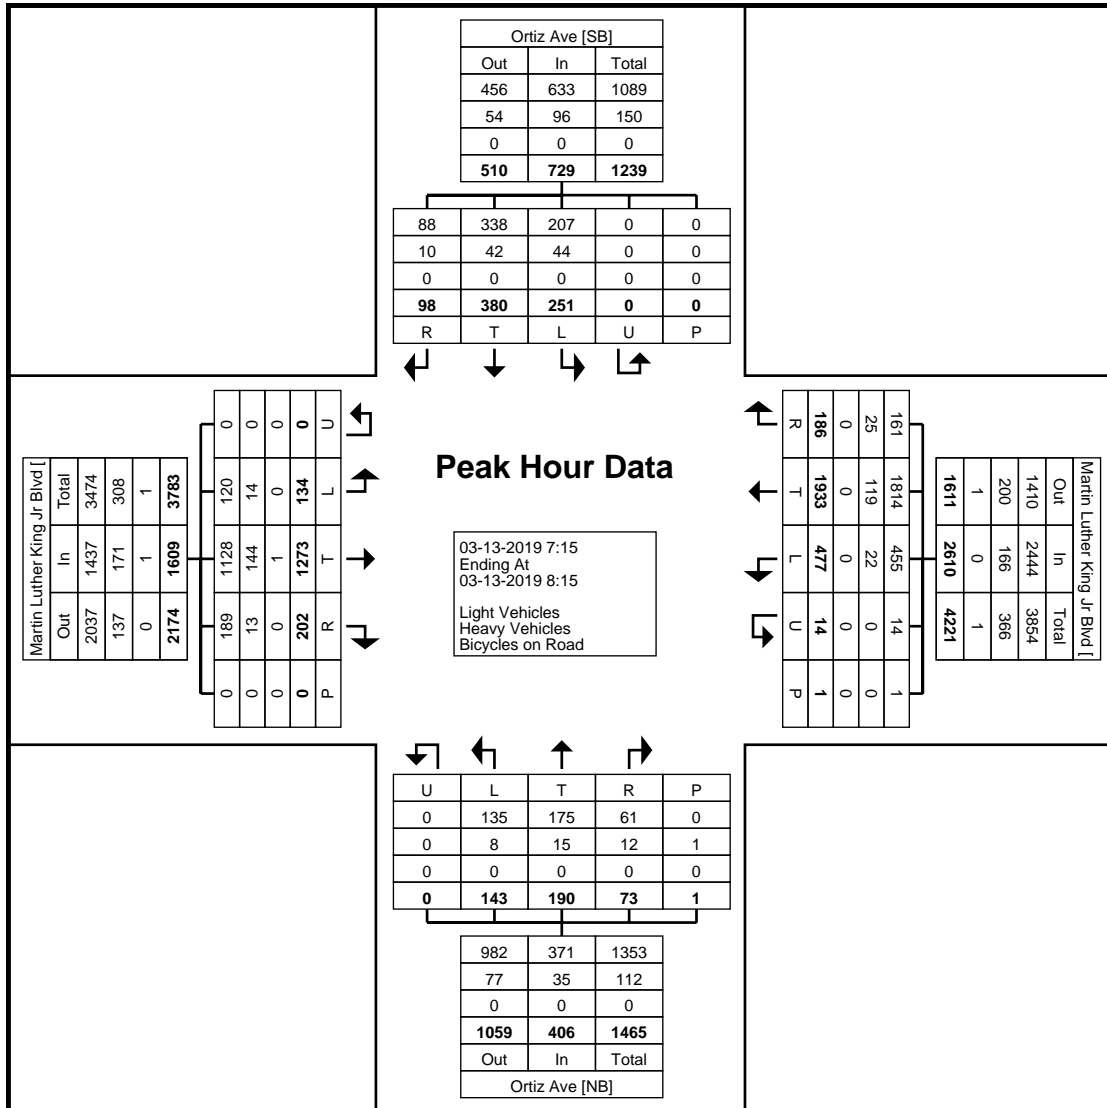 Ortiz Ave [SB]
Out In Total
456 633 1089
54 96 150
0 0 0
510 729 1239
88 338 207 0 0
10 42 44 0 0
0 0 0 0 0
98 380 251 0 0
R T L U P
Martin Luther King Jr Blvd [
Total 3474 308 1 3783
In 1437 171 1 1609
Out 2037 137 0 2174
0 0 0 0 U
120 14 0 134 L
1128 144 1 1273 T
189 13 0 202 R
0 0 0 0 P
Peak Hour Data
03-13-2019 7:15
Ending At
03-13-2019 8:15
Light Vehicles
Heavy Vehicles
Bicycles on Road
R 186 0 25 161
T 1933 0 119 1814
L 477 0 22 455
U 14 0 0 14
P 1 0 0 1
1611 1 200 1410 Out
2610 0 166 2444 In
4221 1 366 3854 Total
Martin Luther King Jr Blvd [
U L T R P
0 135 175 61 0
0 8 15 12 1
0 0 0 0 0
0 143 190 73 1
982 371 1353
77 35 112
0 0 0
1059 406 1465
Out In Total
Ortiz Ave [NB]